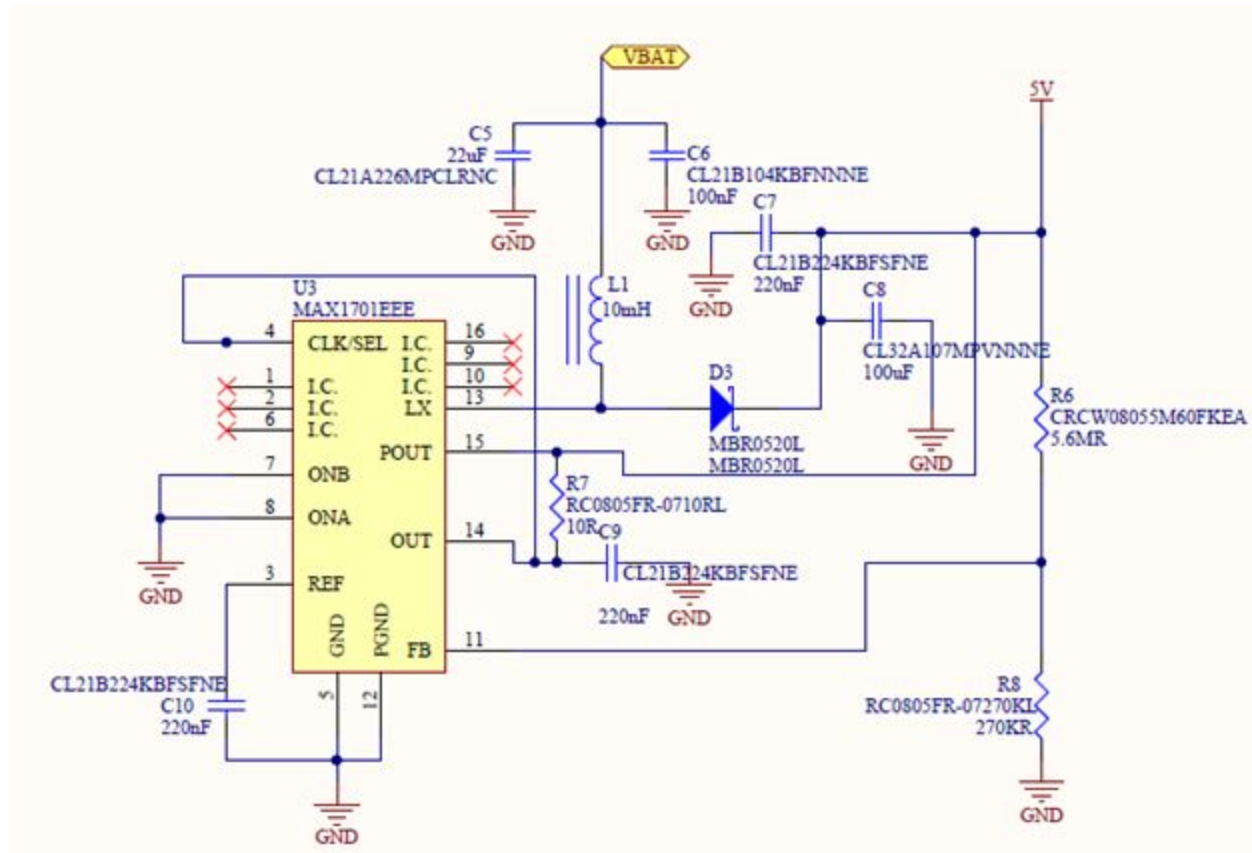 VBAT
5V
C5
22uF
CL21A226MPCLRNC
GND
C6
CL21B104KBFNNNE
100nF
GND
C7
CL21B224KBFSFNE
220nF
GND
C8
CL32A107MPVNNNE
100uF
GND
L1
10mH
D3
MBR0520L
MBR0520L
U3
MAX1701EEE
4 CLK/SEL I.C. 16
I.C. 9
1 I.C. I.C. 10
2 I.C. LX 13
6 I.C.
POUT 15
7 ONB
8 ONA
OUT 14
3 REF
GND
PGND
FB 11
5
12
GND
R7
RC0805FR-0710RL
10R
C9
CL21B224KBFSFNE
220nF
GND
R6
CRCW08055M60FKEA
5.6MR
CL21B224KBFSFNE
C10
220nF
GND
R8
RC0805FR-07270KL
270KR
GND